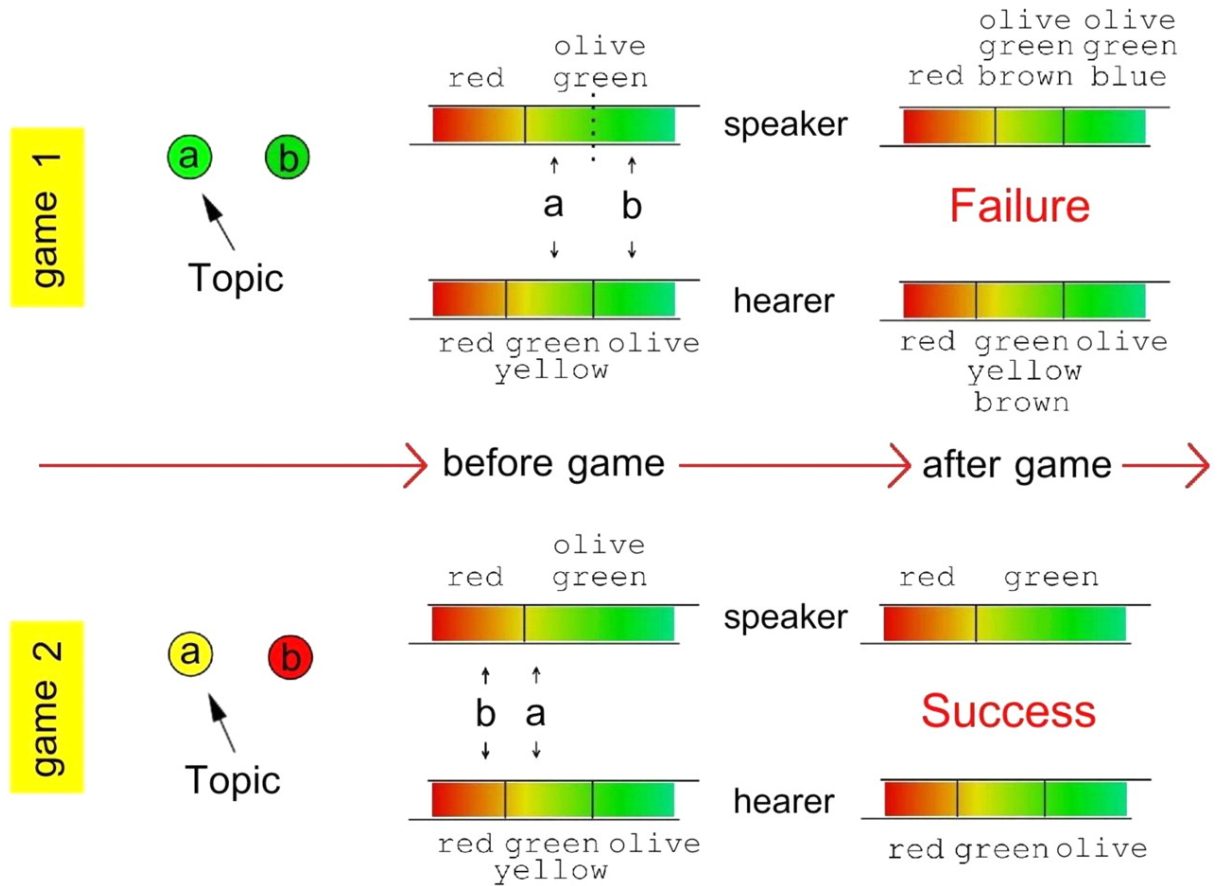 game 1
a b
Topic
red
olive
green
speaker
a b
hearer
red green olive
yellow
olive olive
green green
red brown blue
Failure
red green olive
yellow
brown
before game
after game
game 2
a b
Topic
red
olive
green
speaker
b a
hearer
red green olive
yellow
red green
Success
red green olive